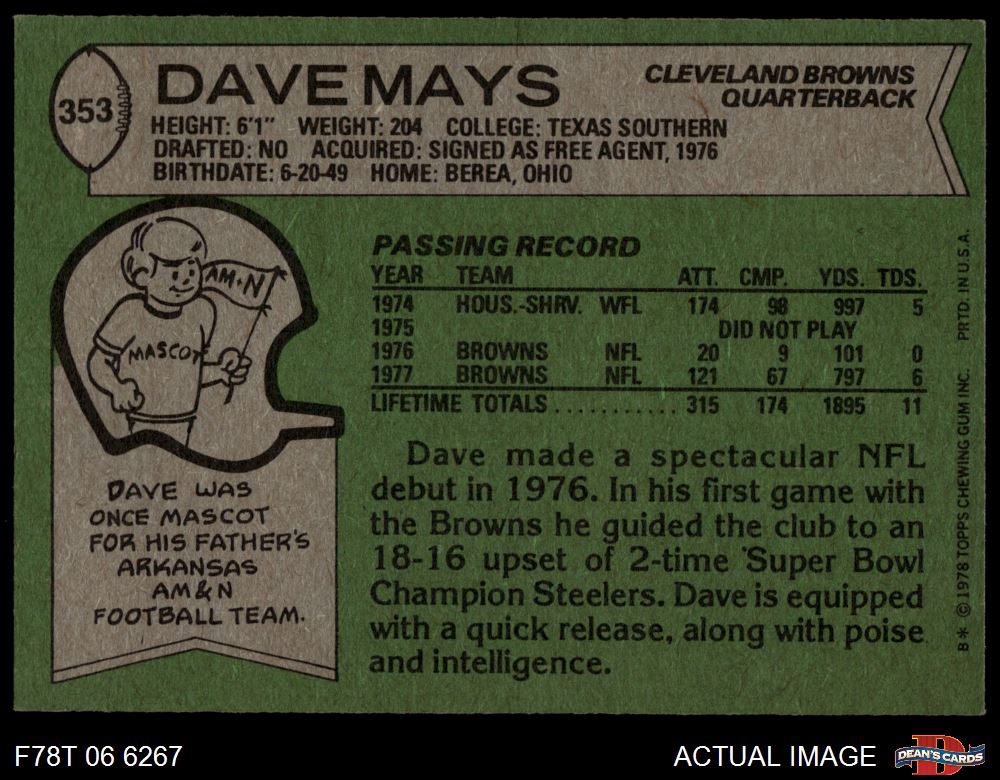 353
DAVE MAYS
CLEVELAND BROWNS
QUARTERBACK
HEIGHT: 6'1" WEIGHT: 204 COLLEGE: TEXAS SOUTHERN
DRAFTED: NO ACQUIRED: SIGNED AS FREE AGENT, 1976
BIRTHDATE: 6-20-49 HOME: BEREA, OHIO
AM+N
MASCOT
DAVE WAS
ONCE MASCOT
FOR HIS FATHER'S
ARKANSAS
AM&N
FOOTBALL TEAM.
PASSING RECORD
YEAR TEAM ATT. CMP. YDS. TDS.
1974 HOUS.-SHRV. WFL 174 98 997 5
1975 DID NOT PLAY
1976 BROWNS NFL 20 9 101 0
1977 BROWNS NFL 121 67 797 6
LIFETIME TOTALS ........... 315 174 1895 11
Dave made a spectacular NFL
debut in 1976. In his first game with
the Browns he guided the club to an
18-16 upset of 2-time Super Bowl
Champion Steelers. Dave is equipped
with a quick release, along with poise
and intelligence.
B* © 1978 TOPPS CHEWING GUM INC. PRTD. IN U.S.A.
F78T 06 6267
ACTUAL IMAGE
D
DEAN'S CARDS